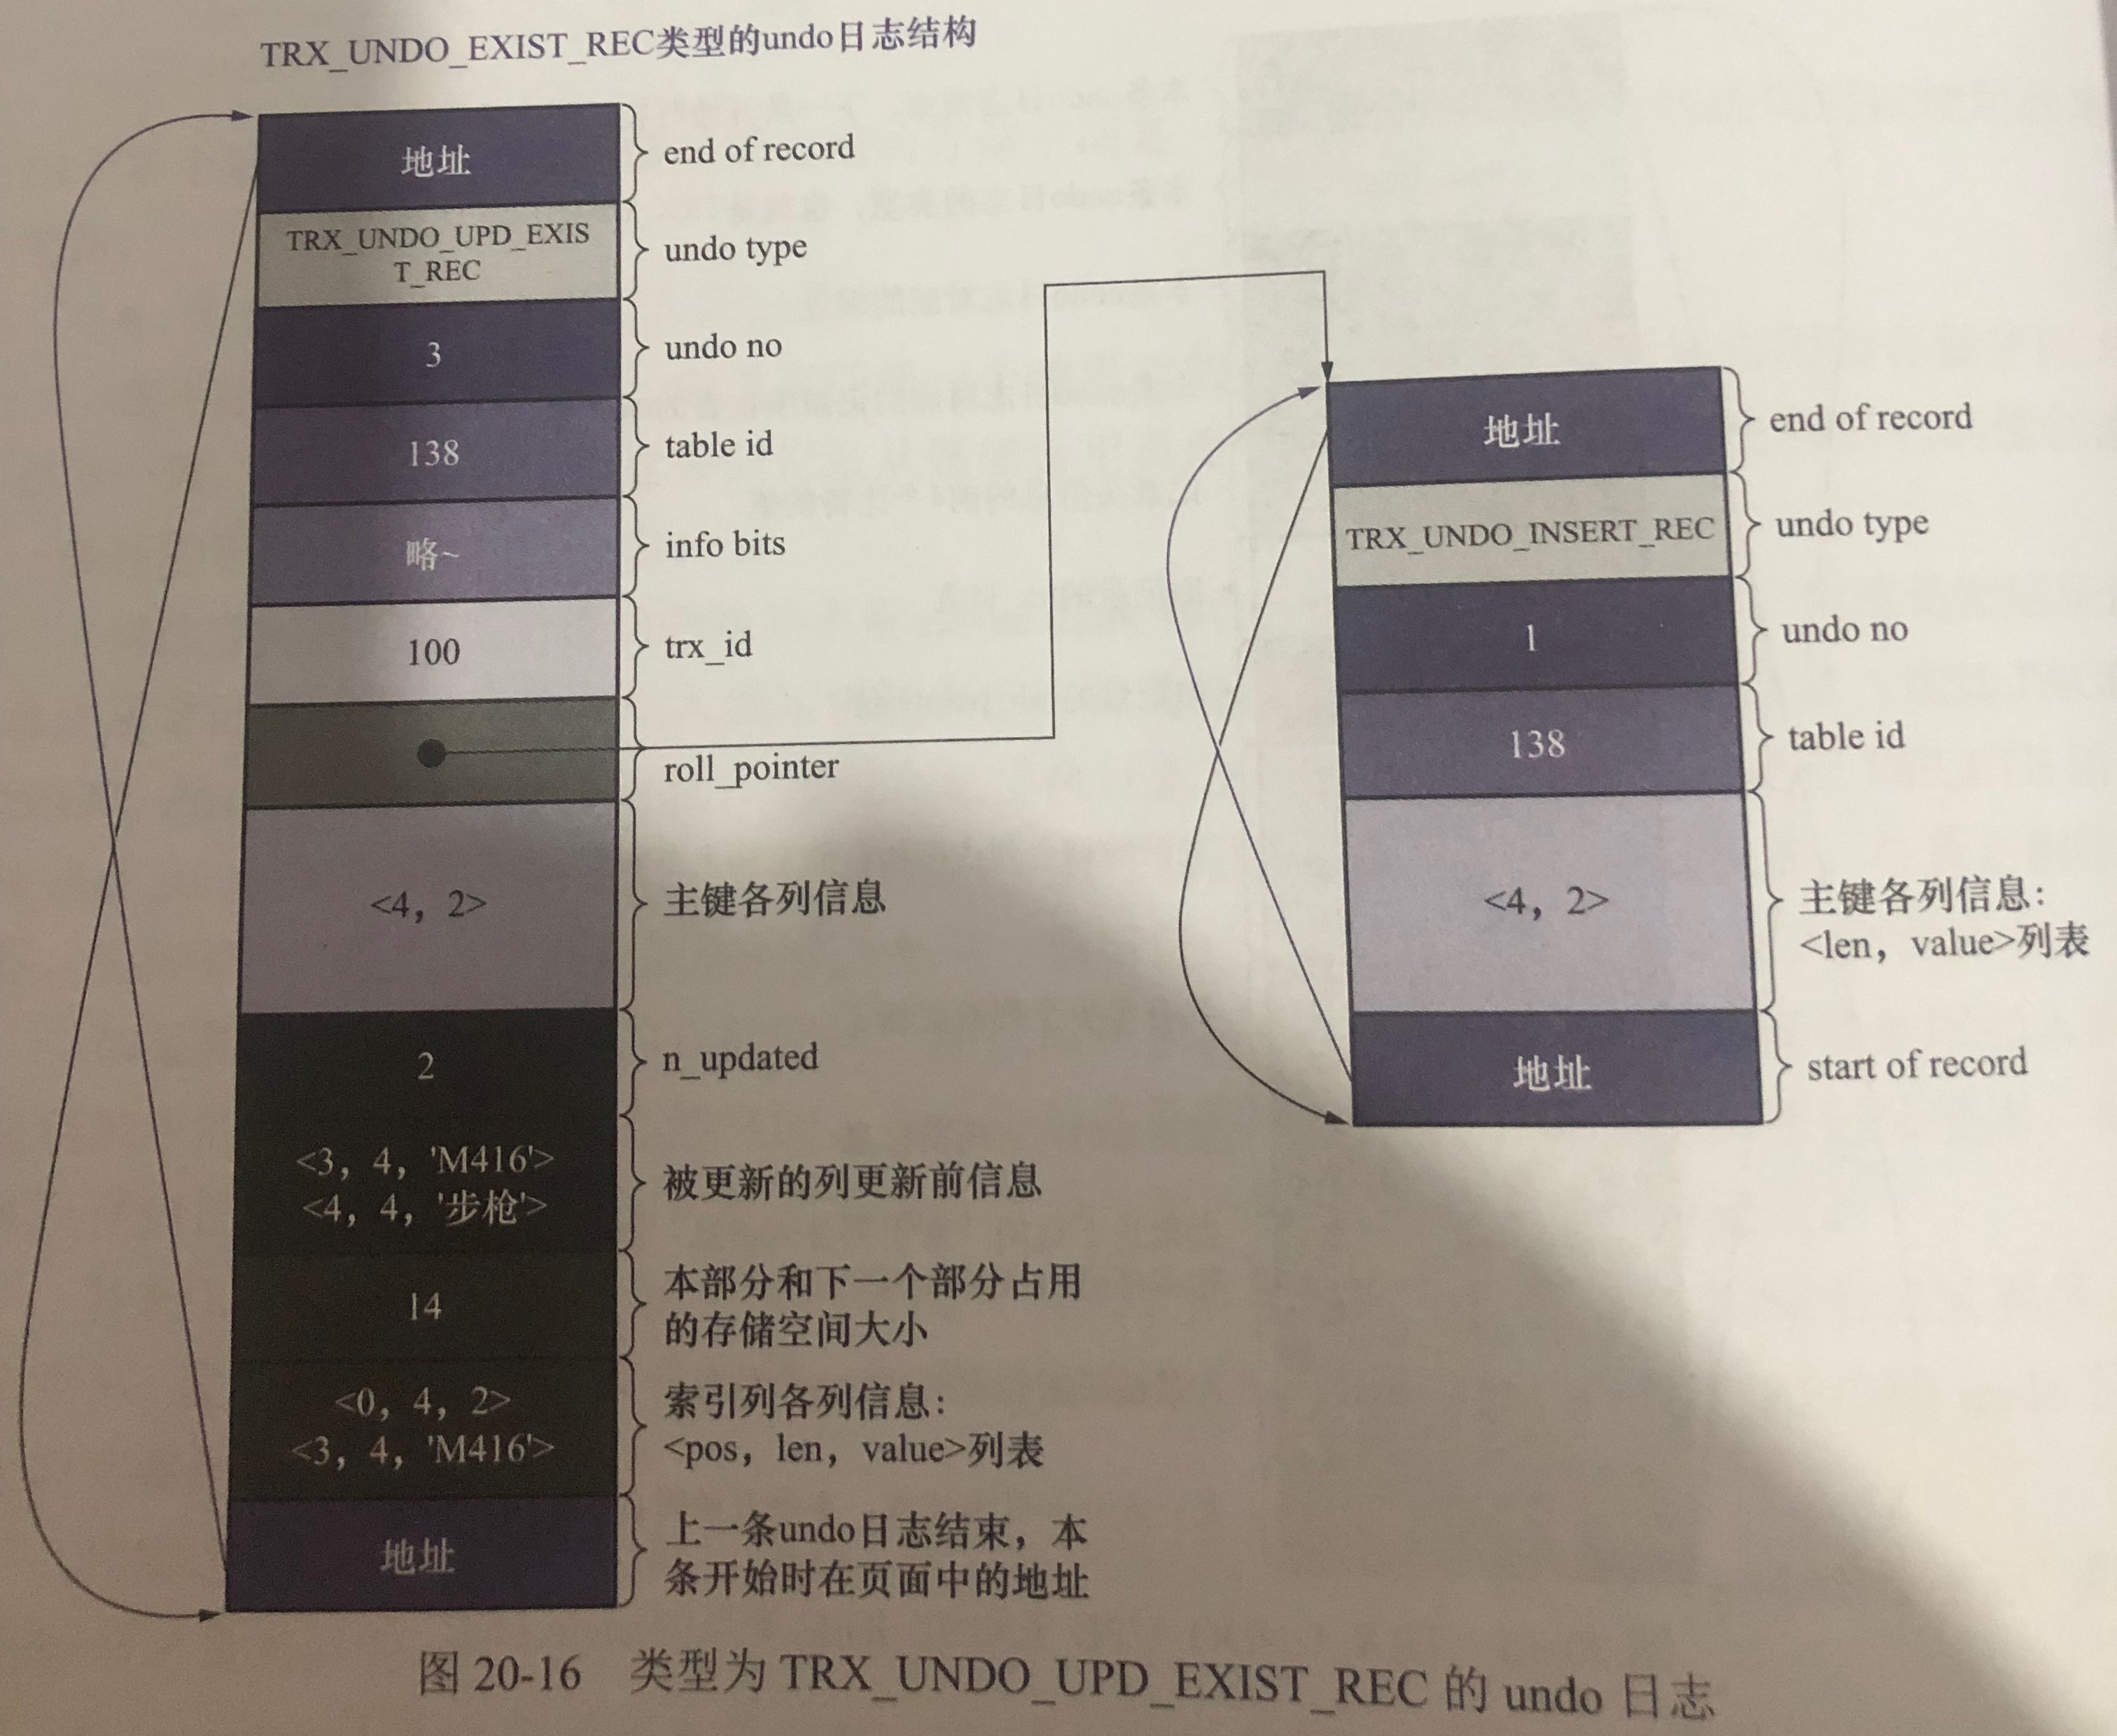 TRX_UNDO_EXIST_REC类型的undo日志结构
地址
end of record
TRX_UNDO_UPD_EXIS
T_REC
undo type
3
undo no
138
table id
略~
info bits
100
trx_id
roll_pointer
<4，2>
主键各列信息
2
n_updated
<3，4，'M416'>
<4，4，'步枪'>
被更新的列更新前信息
14
本部分和下一个部分占用
的存储空间大小
<0，4，2>
<3，4，'M416'>
索引列各列信息：
<pos，len，value>列表
地址
上一条undo日志结束，本
条开始时在页面中的地址
地址
end of record
TRX_UNDO_INSERT_REC
undo type
1
undo no
138
table id
<4，2>
主键各列信息：
<len，value>列表
地址
start of record
图 20-16 类型为 TRX_UNDO_UPD_EXIST_REC 的 undo 日志